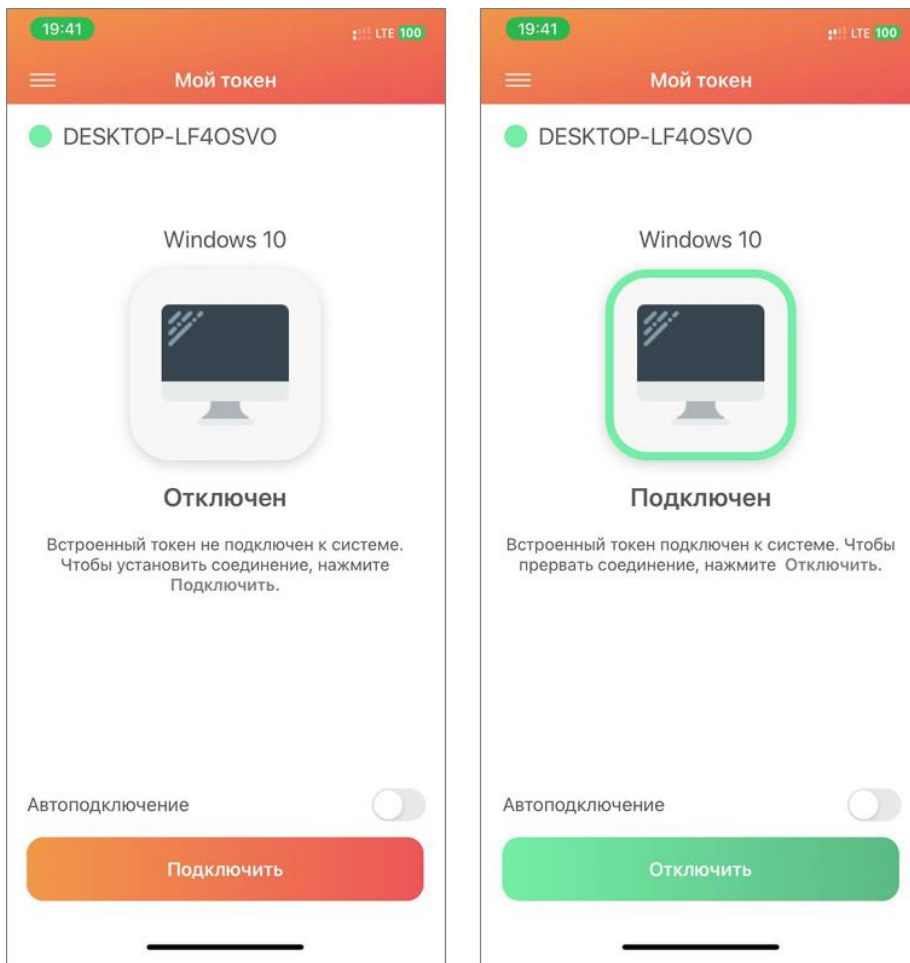 19:41
LTE 100
Мой токен
DESKTOP-LF4OSVO
Windows 10
Отключен
Встроенный токен не подключен к системе.
Чтобы установить соединение, нажмите
Подключить.
Автоподключение
Подключить
19:41
LTE 100
Мой токен
DESKTOP-LF4OSVO
Windows 10
Подключен
Встроенный токен подключен к системе. Чтобы
прервать соединение, нажмите Отключить.
Автоподключение
Отключить